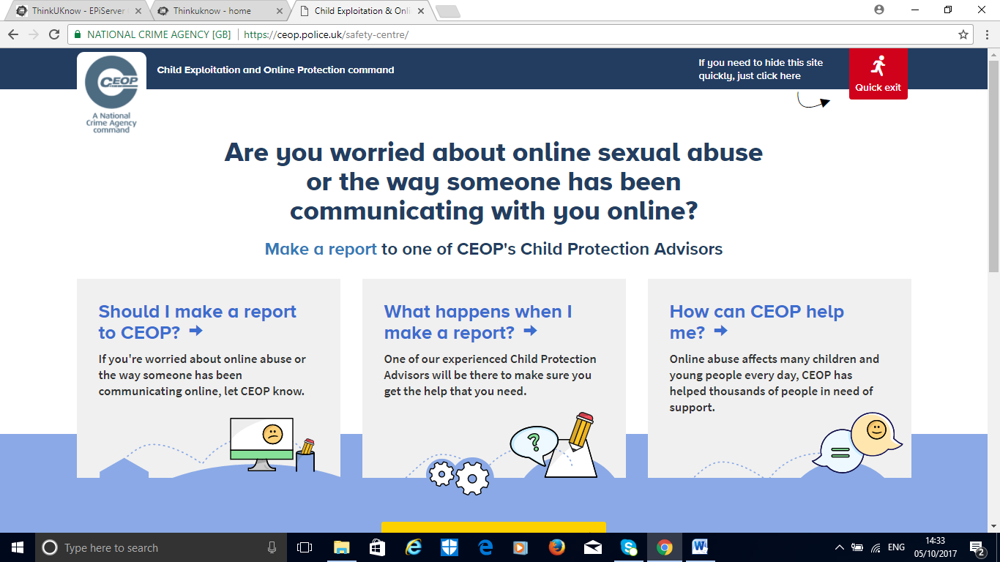 ThinkUKnow - EPiServer
Thinkuknow - home
Child Exploitation & Onli
NATIONAL CRIME AGENCY [GB]
https://ceop.police.uk/safety-centre/
CEOP
A National
Crime Agency
command
Child Exploitation and Online Protection command
If you need to hide this site
quickly, just click here
Quick exit
Are you worried about online sexual abuse
or the way someone has been
communicating with you online?
Make a report to one of CEOP's Child Protection Advisors
Should I make a report
to CEOP?
If you're worried about online abuse or
the way someone has been
communicating online, let CEOP know.
What happens when I
make a report?
One of our experienced Child Protection
Advisors will be there to make sure you
get the help that you need.
?
How can CEOP help
me?
Online abuse affects many children and
young people every day, CEOP has
helped thousands of people in need of
support.
Type here to search
ENG
14:33
05/10/2017
2